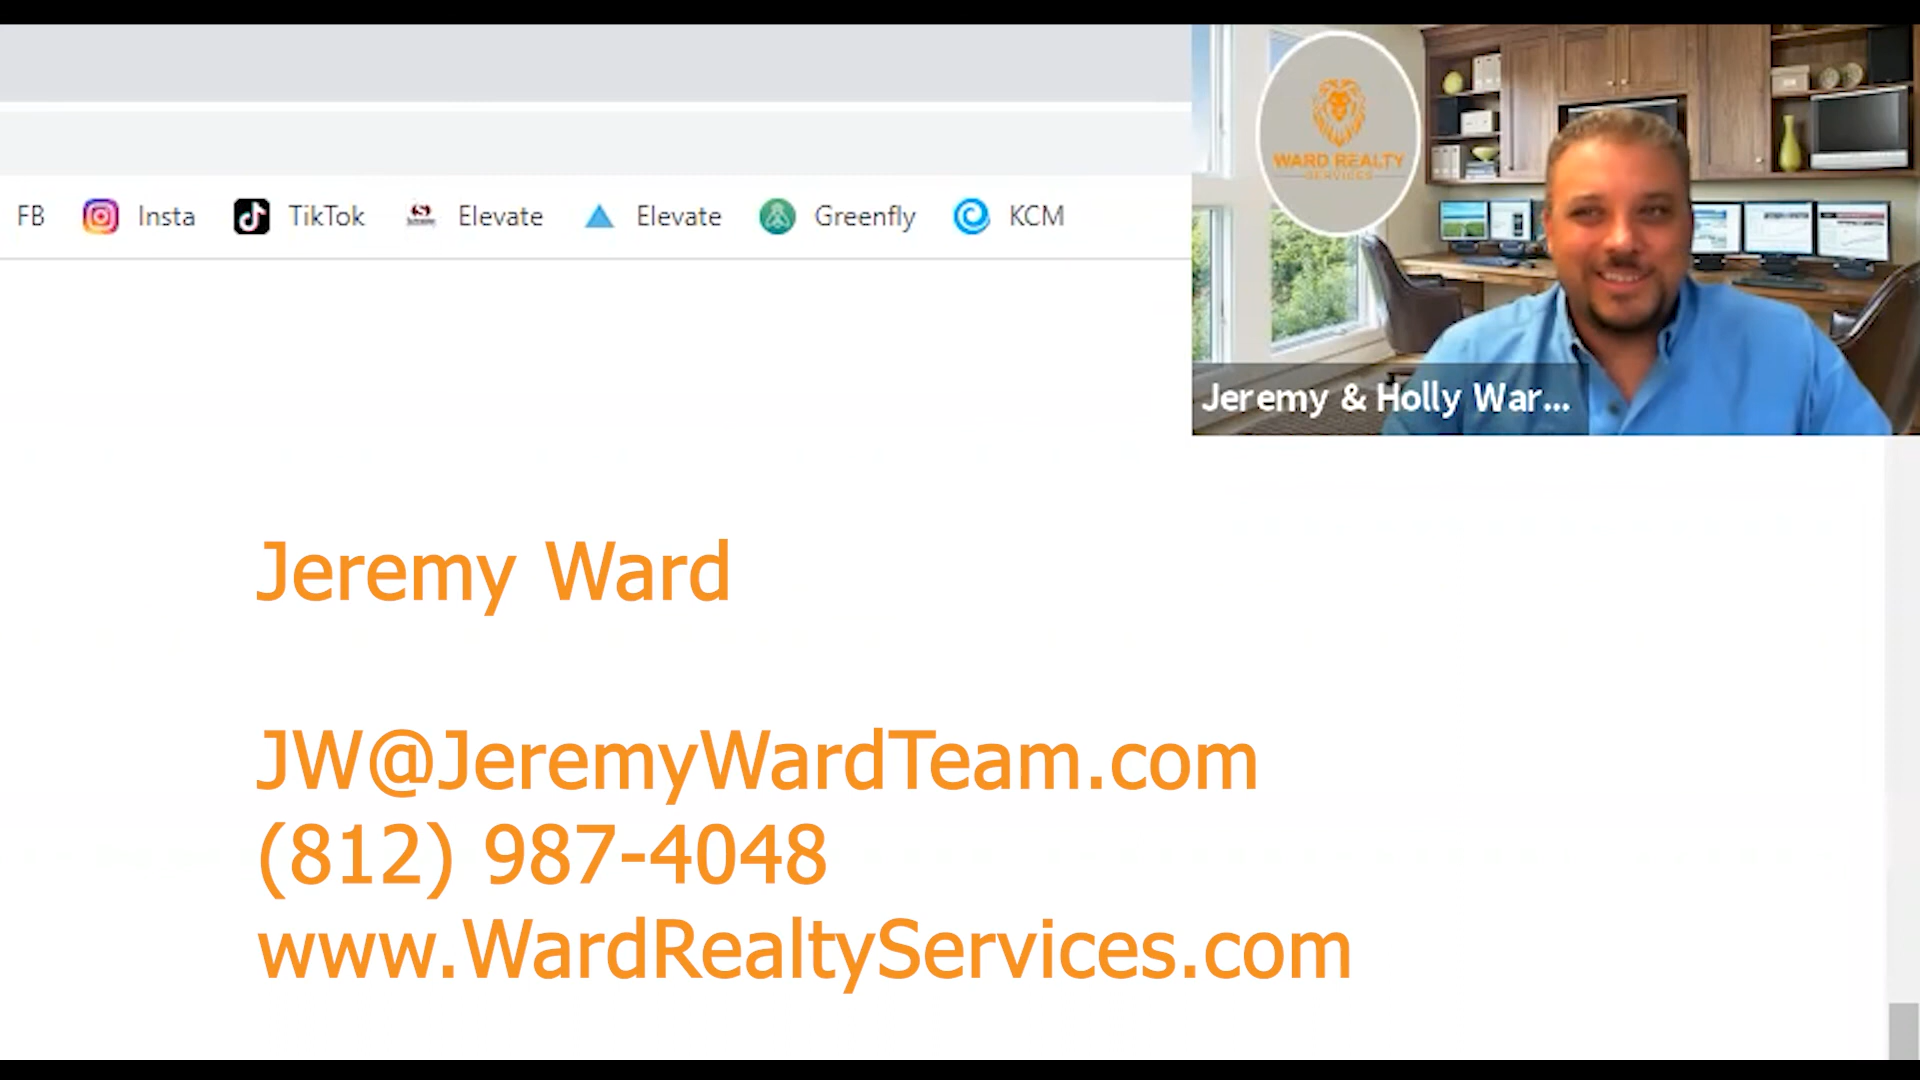 WARD REALTY
SERVICES
FB Insta TikTok Elevate Elevate Greenfly KCM
Jeremy & Holly War...
Jeremy Ward
JW@JeremyWardTeam.com
(812) 987-4048
www.WardRealtyServices.com